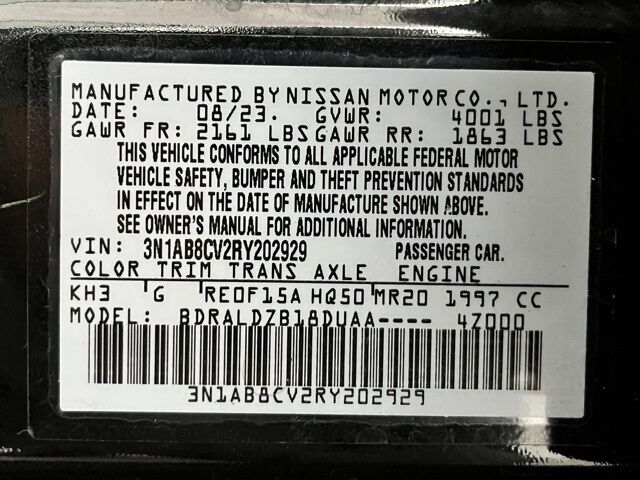 MANUFACTURED BY NISSAN MOTOR CO., LTD.
DATE: 08/23. GVWR: 4001 LBS
GAWR FR: 2161 LBS GAWR RR: 1863 LBS
THIS VEHICLE CONFORMS TO ALL APPLICABLE FEDERAL MOTOR
VEHICLE SAFETY, BUMPER AND THEFT PREVENTION STANDARDS
IN EFFECT ON THE DATE OF MANUFACTURE SHOWN ABOVE.
SEE OWNER'S MANUAL FOR ADDITIONAL INFORMATION.
VIN: 3N1AB8CV2RY202929 PASSENGER CAR.
COLOR TRIM TRANS AXLE ENGINE
KH3 G RE0F15A HQ50 MR20 1997 CC
MODEL: BDRALDZB18DUAA---- 4Z000
3N1AB8CV2RY202929